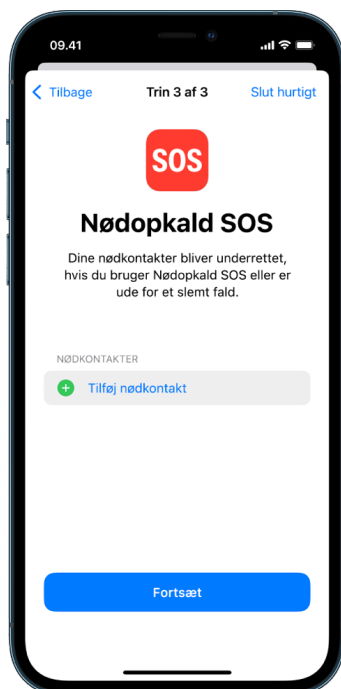 09.41
Tilbage
Trin 3 af 3
Slut hurtigt
SOS
Nødopkald SOS
Dine nødkontakter bliver underrettet,
hvis du bruger Nødopkald SOS eller er
ude for et slemt fald.
NØDKONTAKTER
Tilføj nødkontakt
Fortsæt